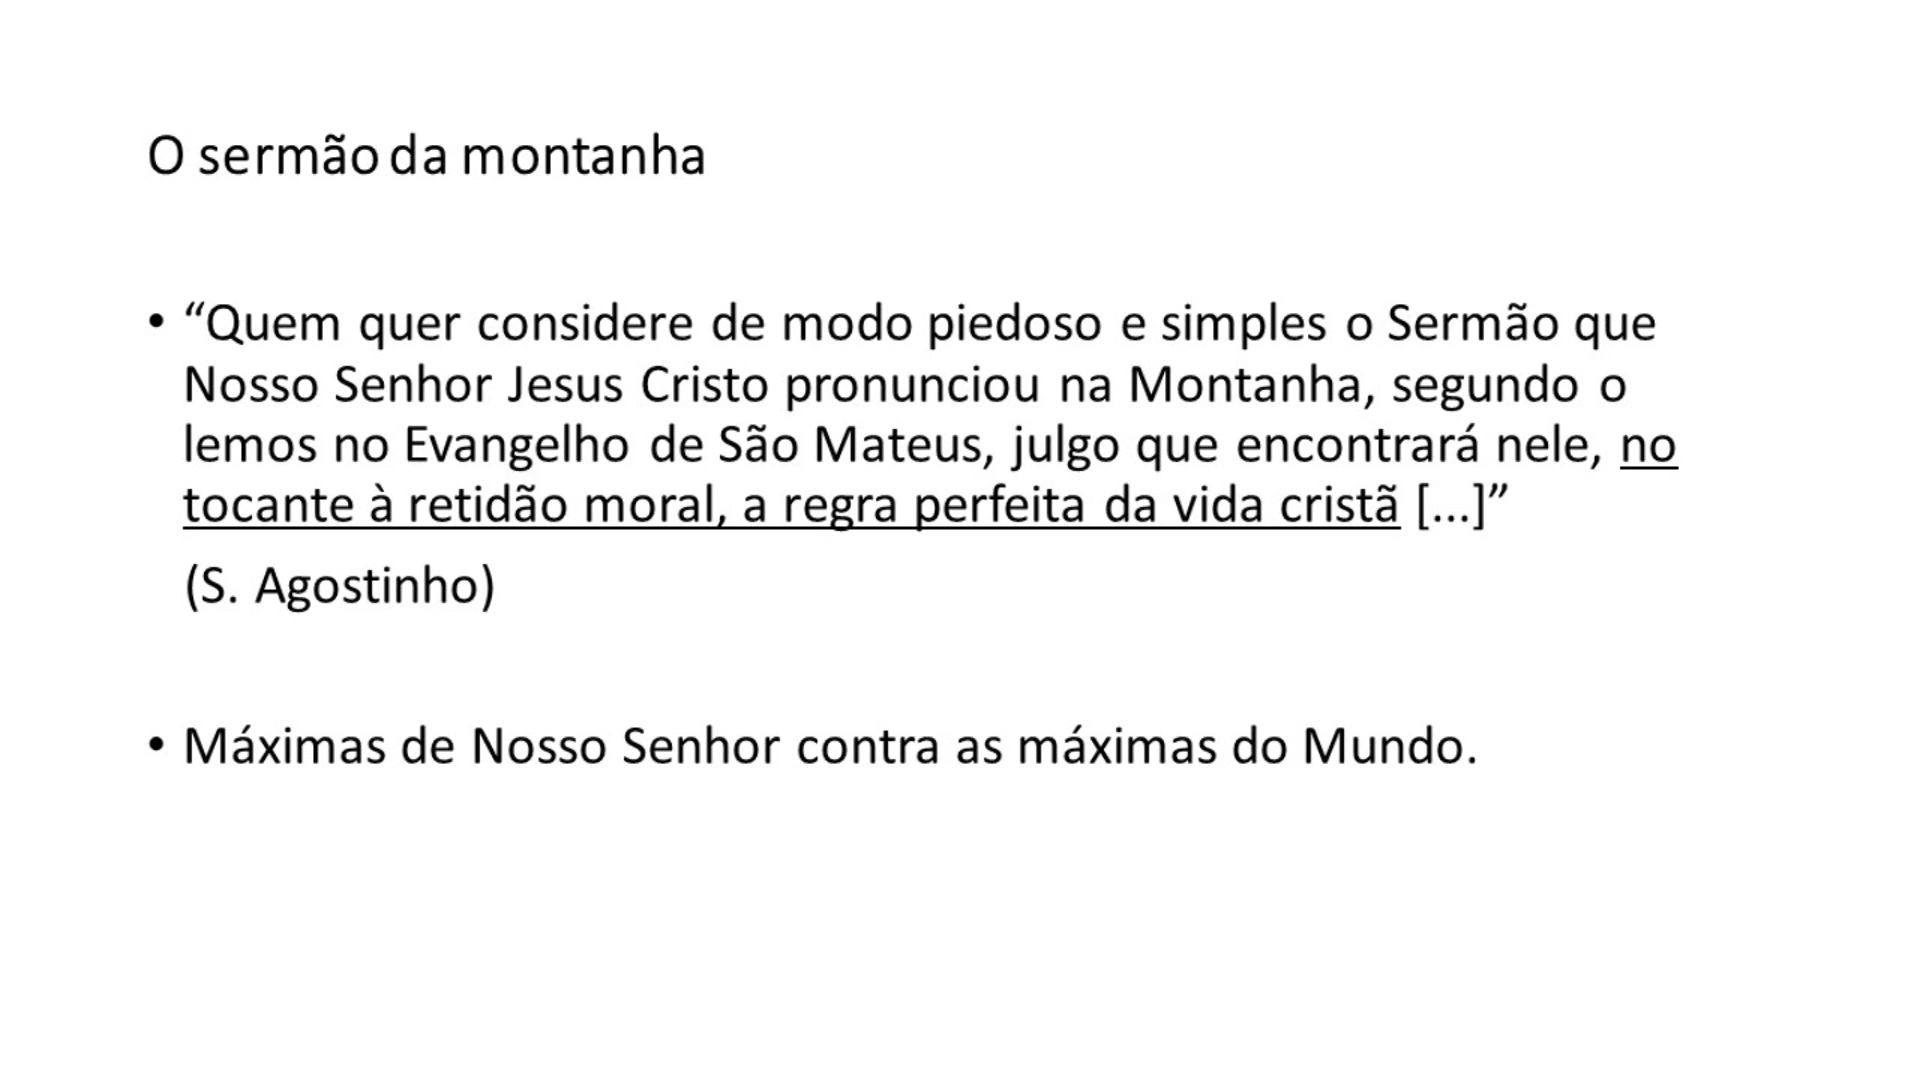 O sermão da montanha
• “Quem quer considere de modo piedoso e simples o Sermão que
Nosso Senhor Jesus Cristo pronunciou na Montanha, segundo o
lemos no Evangelho de São Mateus, julgo que encontrará nele, no
tocante à retidão moral, a regra perfeita da vida cristã [...]”
(S. Agostinho)
• Máximas de Nosso Senhor contra as máximas do Mundo.